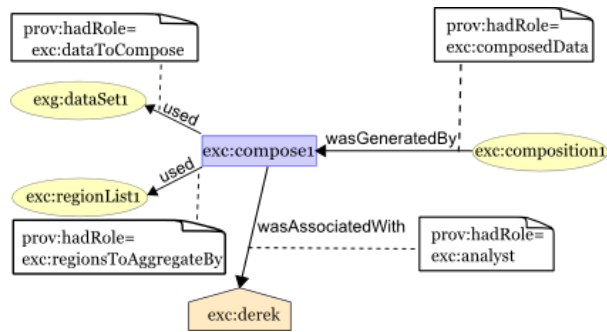 prov:hadRole=
exc:dataToCompose
prov:hadRole=
exc:composedData
exg:dataSet1
used
wasGeneratedBy
exc:compose1
exc:composition1
used
exc:regionList1
prov:hadRole=
exc:regionsToAggregateBy
wasAssociatedWith
prov:hadRole=
exc:analyst
exc:derek